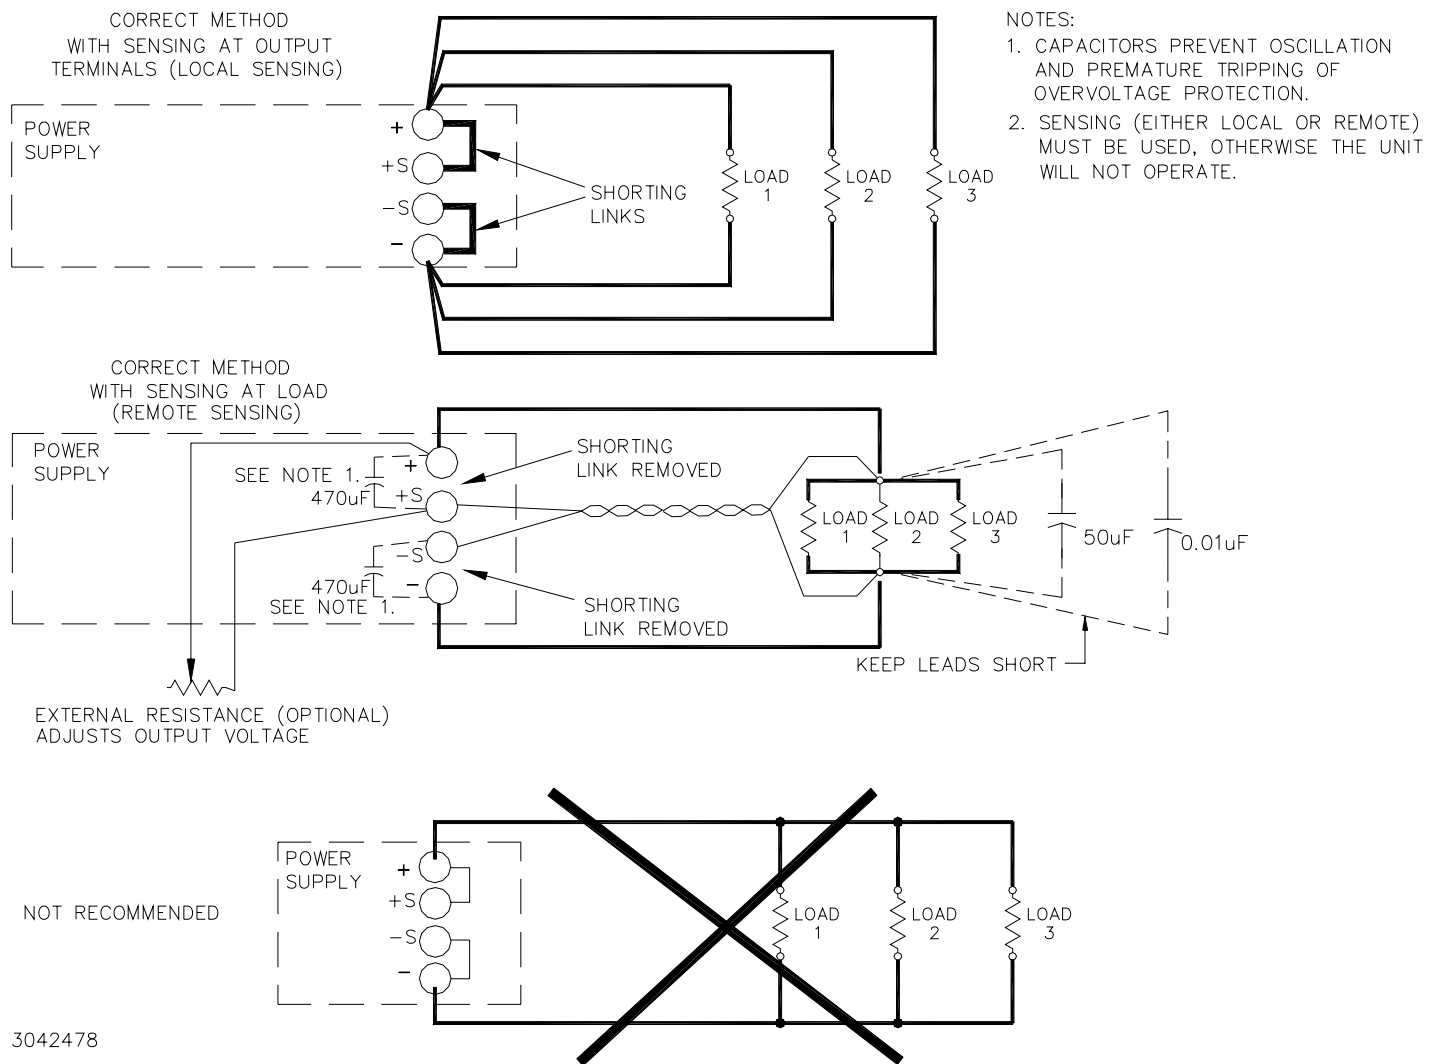 CORRECT METHOD
WITH SENSING AT OUTPUT
TERMINALS (LOCAL SENSING)
POWER
SUPPLY
+
+S
-S
-
SHORTING
LINKS
LOAD
1
LOAD
2
LOAD
3
NOTES:
1. CAPACITORS PREVENT OSCILLATION
AND PREMATURE TRIPPING OF
OVERVOLTAGE PROTECTION.
2. SENSING (EITHER LOCAL OR REMOTE)
MUST BE USED, OTHERWISE THE UNIT
WILL NOT OPERATE.
CORRECT METHOD
WITH SENSING AT LOAD
(REMOTE SENSING)
POWER
SUPPLY
SEE NOTE 1.
470uF
+
+S
-S
-
470uF
SEE NOTE 1.
SHORTING
LINK REMOVED
SHORTING
LINK REMOVED
LOAD
1
LOAD
2
LOAD
3
50uF
0.01uF
KEEP LEADS SHORT
EXTERNAL RESISTANCE (OPTIONAL)
ADJUSTS OUTPUT VOLTAGE
NOT RECOMMENDED
POWER
SUPPLY
+
+S
-S
-
LOAD
1
LOAD
2
LOAD
3
3042478